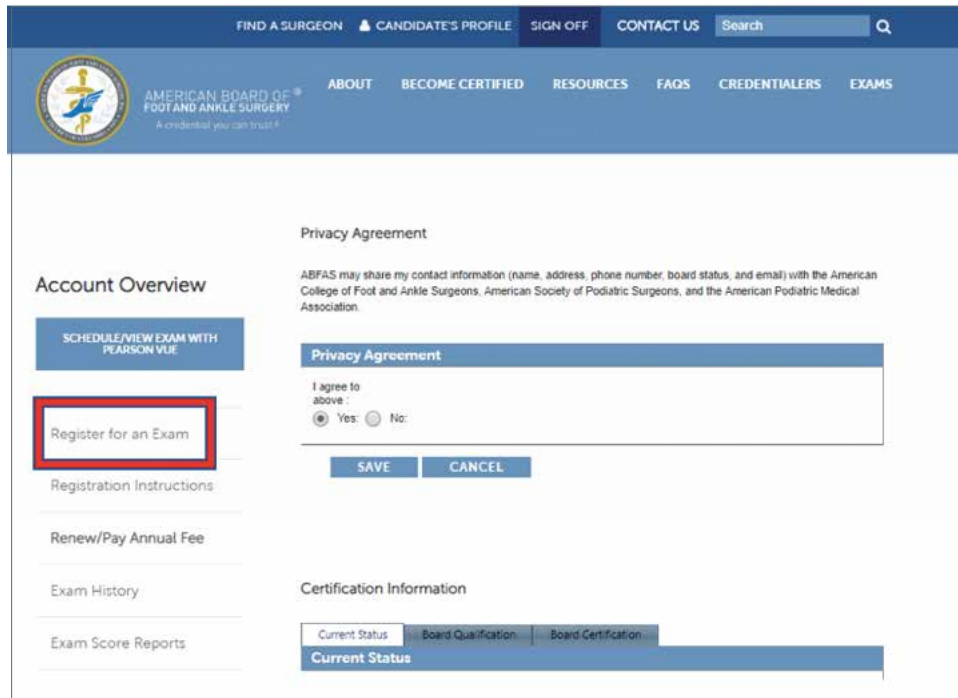 FIND A SURGEON CANDIDATE'S PROFILE SIGN OFF CONTACT US Search
ABOUT BECOME CERTIFIED RESOURCES FAQS CREDENTIALERS EXAMS
AMERICAN BOARD OF ®
FOOT AND ANKLE SURGERY
A credential you can trust®
Account Overview
SCHEDULE/VIEW EXAM WITH
PEARSON VUE
Register for an Exam
Registration Instructions
Renew/Pay Annual Fee
Exam History
Exam Score Reports
Privacy Agreement
ABFAS may share my contact information (name, address, phone number, board status, and email) with the American
College of Foot and Ankle Surgeons, American Society of Podiatric Surgeons, and the American Podiatric Medical
Association.
Privacy Agreement
I agree to
above :
Yes: No:
SAVE CANCEL
Certification Information
Current Status Board Qualification Board Certification
Current Status